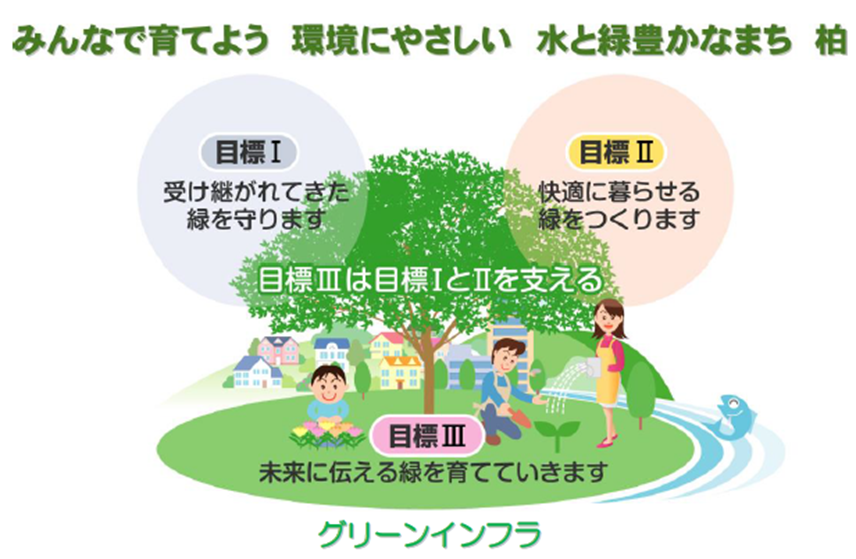 みんなで育てよう 環境にやさしい 水と緑豊かなまち 柏
目標Ⅰ
受け継がれてきた
緑を守ります
目標Ⅱ
快適に暮らせる
緑をつくります
目標Ⅲは目標ⅠとⅡを支える
目標Ⅲ
未来に伝える緑を育てていきます
グリーンインフラ